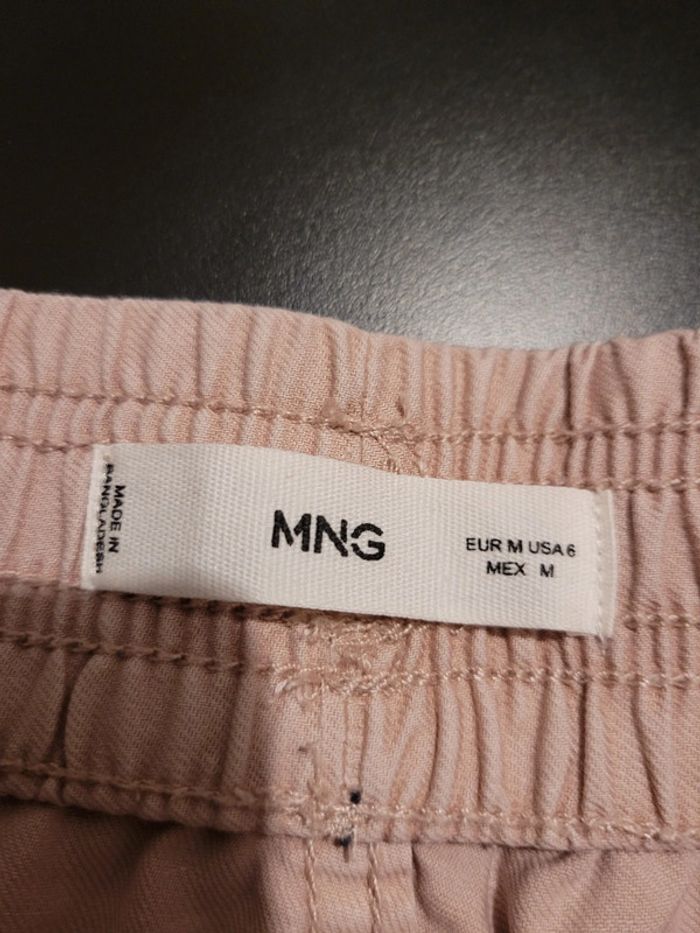 MADE IN
BANGLADESH
MNG
EUR M USA 6
MEX M